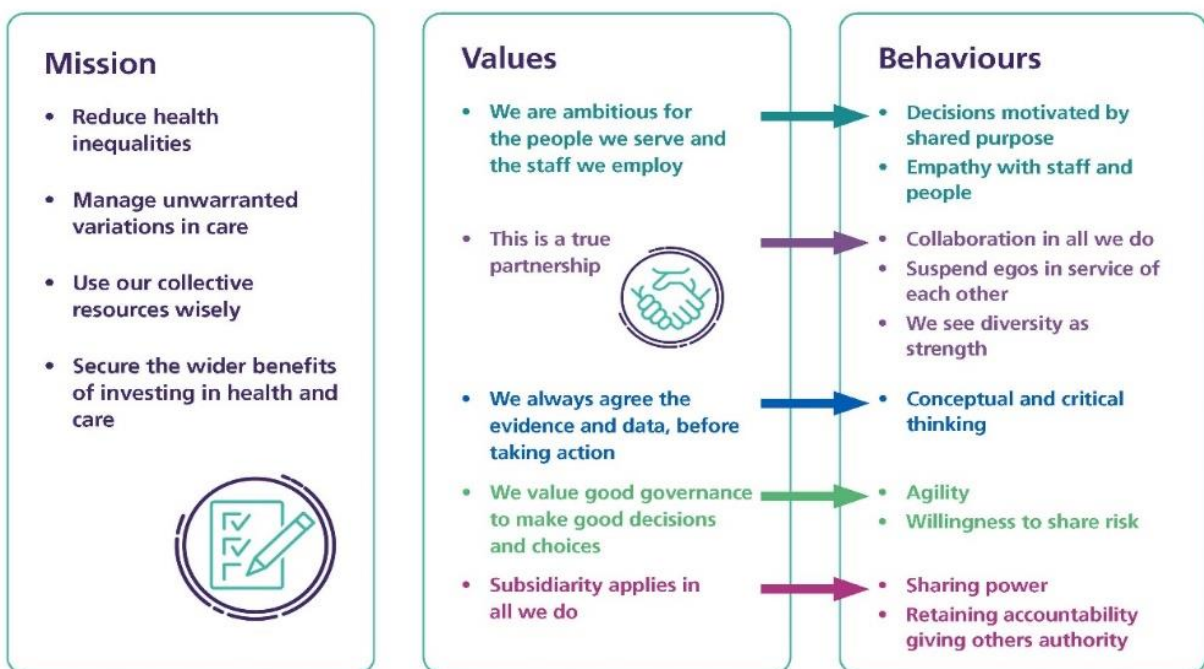 Mission
• Reduce health
inequalities
• Manage unwarranted
variations in care
• Use our collective
resources wisely
• Secure the wider benefits
of investing in health and
care
Values
• We are ambitious for
the people we serve and
the staff we employ
• This is a true
partnership
• We always agree the
evidence and data, before
taking action
• We value good governance
to make good decisions
and choices
• Subsidiarity applies in
all we do
Behaviours
• Decisions motivated by
shared purpose
• Empathy with staff and
people
• Collaboration in all we do
• Suspend egos in service of
each other
• We see diversity as
strength
• Conceptual and critical
thinking
• Agility
• Willingness to share risk
• Sharing power
• Retaining accountability
giving others authority